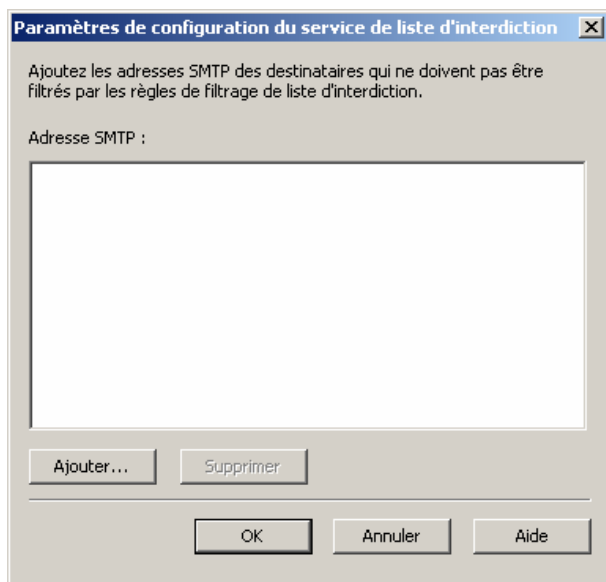 Paramètres de configuration du service de liste d'interdiction
Ajoutez les adresses SMTP des destinataires qui ne doivent pas être
filtrés par les règles de filtrage de liste d'interdiction.
Adresse SMTP :
Ajouter... Supprimer
OK Annuler Aide